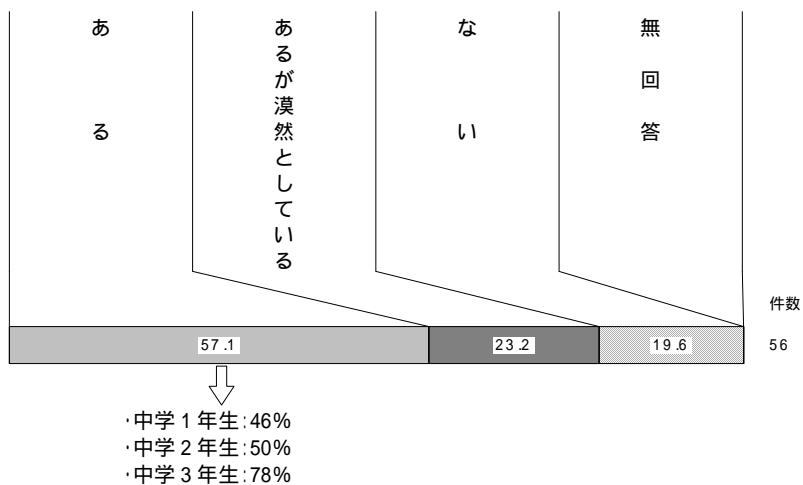 ある
あるが漠然としている
ない
無回答
件数
57.1
23.2
19.6
56
・中学1年生:46%
・中学2年生:50%
・中学3年生:78%